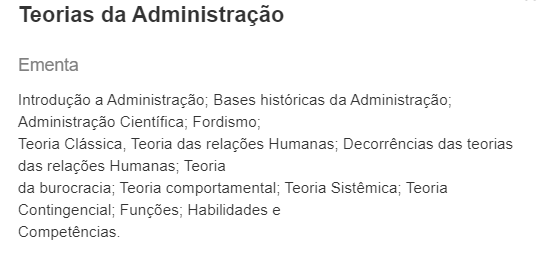 Teorias da Administração
Ementa
Introdução a Administração; Bases históricas da Administração;
Administração Científica; Fordismo;
Teoria Clássica, Teoria das relações Humanas; Decorrências das teorias
das relações Humanas; Teoria
da burocracia; Teoria comportamental; Teoria Sistêmica; Teoria
Contingencial; Funções; Habilidades e
Competências.